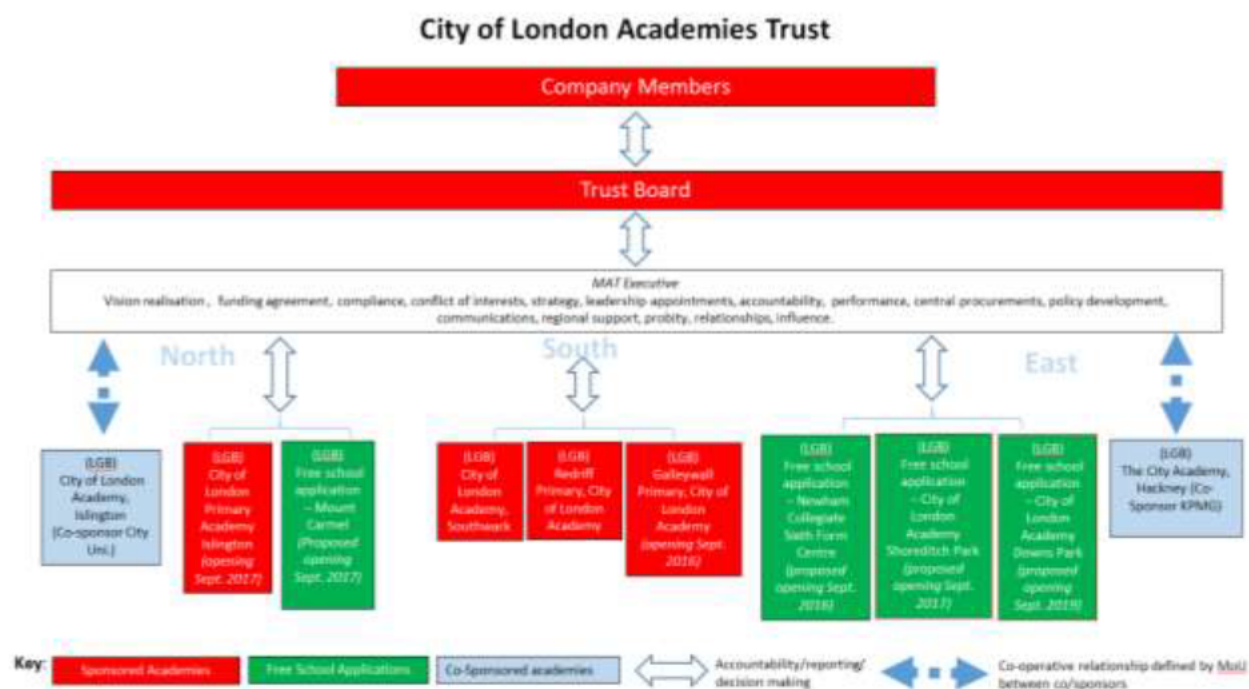 City of London Academies Trust
Company Members
Trust Board
MAT Executive
Vision realisation , funding agreement, compliance, conflict of interests, strategy, leadership appointments, accountability, performance, central procurements, policy development,
communications, regional support, probity, relationships, influence.
North
South
East
(LGB)
City of London
Academy,
Islington
(Co-sponsor City
Uni.)
(LGB)
City of
London
Primary
Academy
Islington
(opening
Sept. 2017)
(LGB)
Free school
application
– Mount
Carmel
(Proposed
opening
Sept. 2017)
(LGB)
City of
London
Academy,
Southwark
(LGB)
Redriff
Primary, City
of London
Academy
(LGB)
Galleywall
Primary, City of
London
Academy
(opening Sept.
2016)
(LGB)
Free school
application
– Newham
Collegiate
Sixth Form
Centre
(proposed
opening Sept.
2016)
(LGB)
Free school
application
– City of
London
Academy
Shoreditch Park
(proposed
opening Sept.
2017)
(LGB)
Free school
application
– City of
London
Academy
Downs Park
(proposed
opening
Sept. 2019)
(LGB)
The City Academy,
Hackney (Co-
Sponsor KPMG)
Key:
Sponsored Academies
Free School Applications
Co-Sponsored academies
Accountability/reporting/
decision making
Co-operative relationship defined by MoU
between co/sponsors